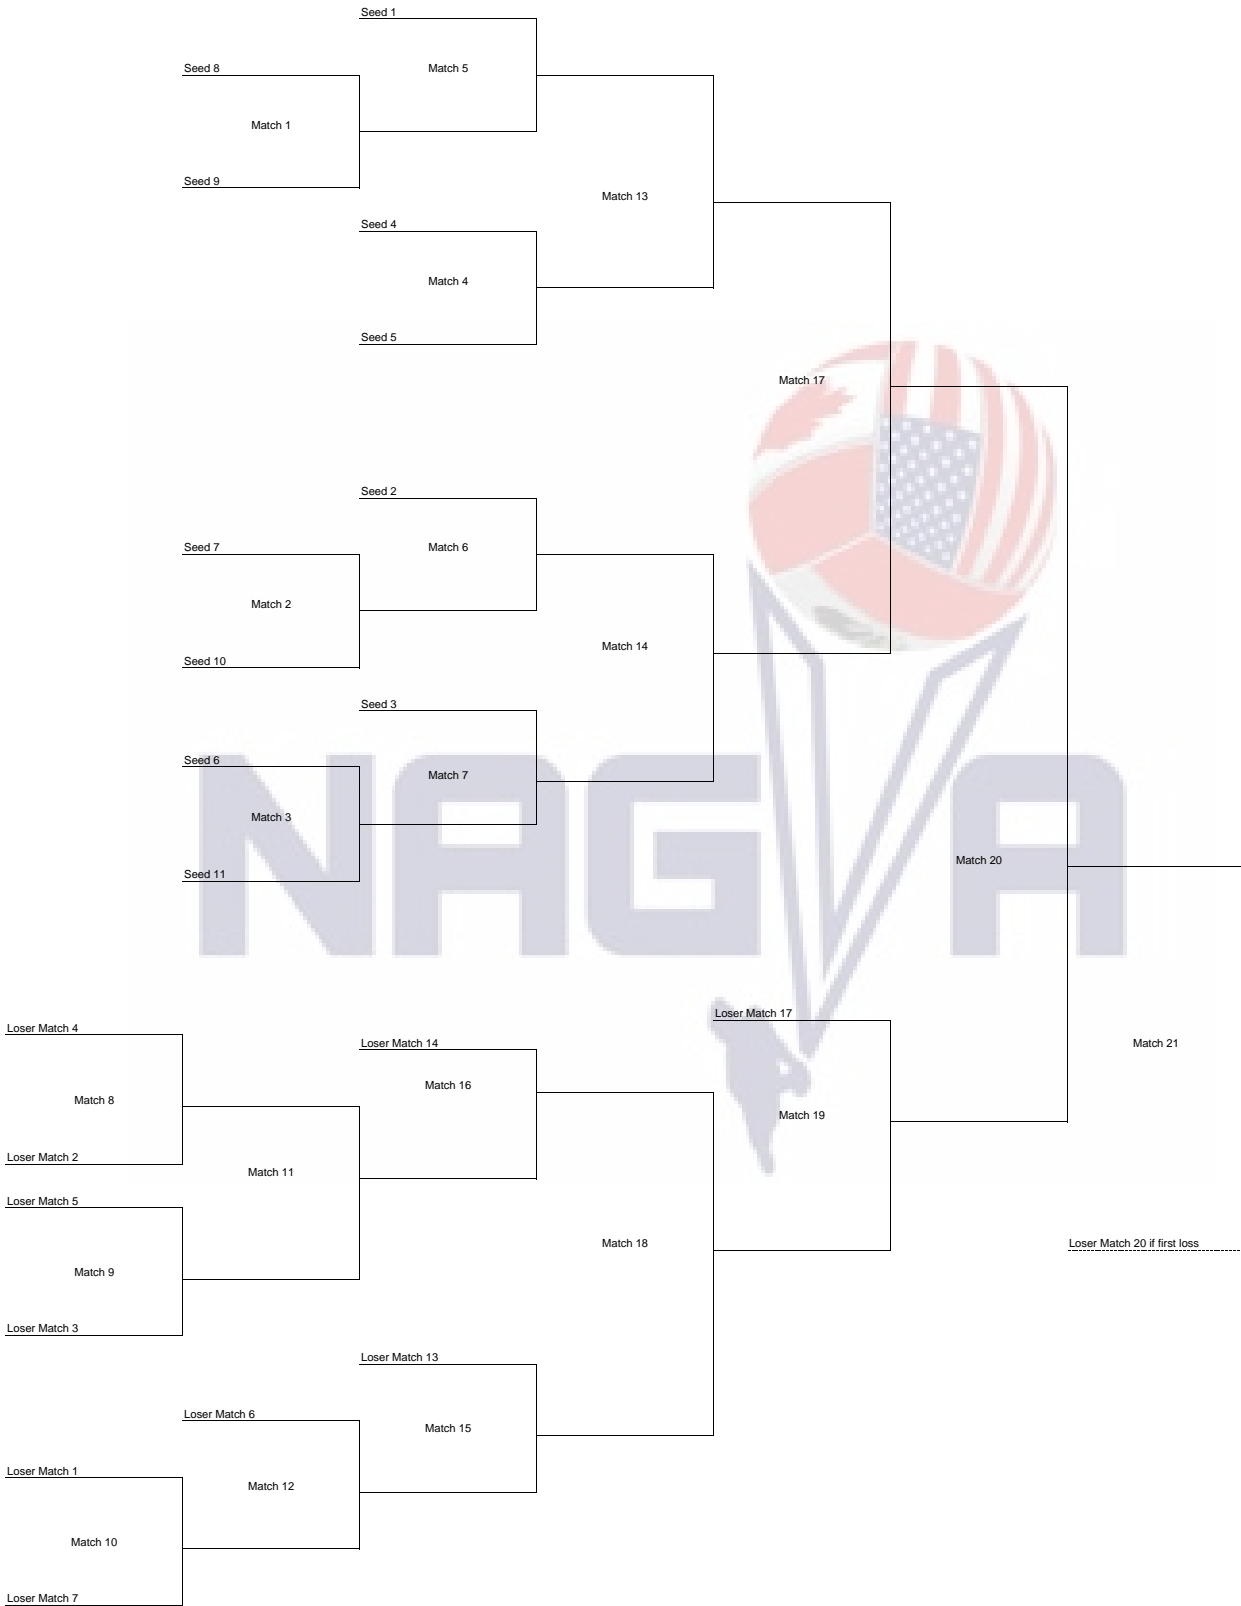 Seed 1
Seed 8
Match 5
Match 1
Seed 9
Match 13
Seed 4
Match 4
Seed 5
Match 17
Seed 2
Seed 7
Match 6
Match 2
Match 14
Seed 10
Seed 3
Seed 6
Match 7
Match 3
Match 20
Seed 11
NAGVA
Loser Match 17
Loser Match 4
Loser Match 14
Match 21
Match 16
Match 8
Match 19
Loser Match 2
Match 11
Loser Match 5
Match 18
Loser Match 20 if first loss
Match 9
Loser Match 3
Loser Match 13
Loser Match 6
Match 15
Loser Match 1
Match 12
Match 10
Loser Match 7